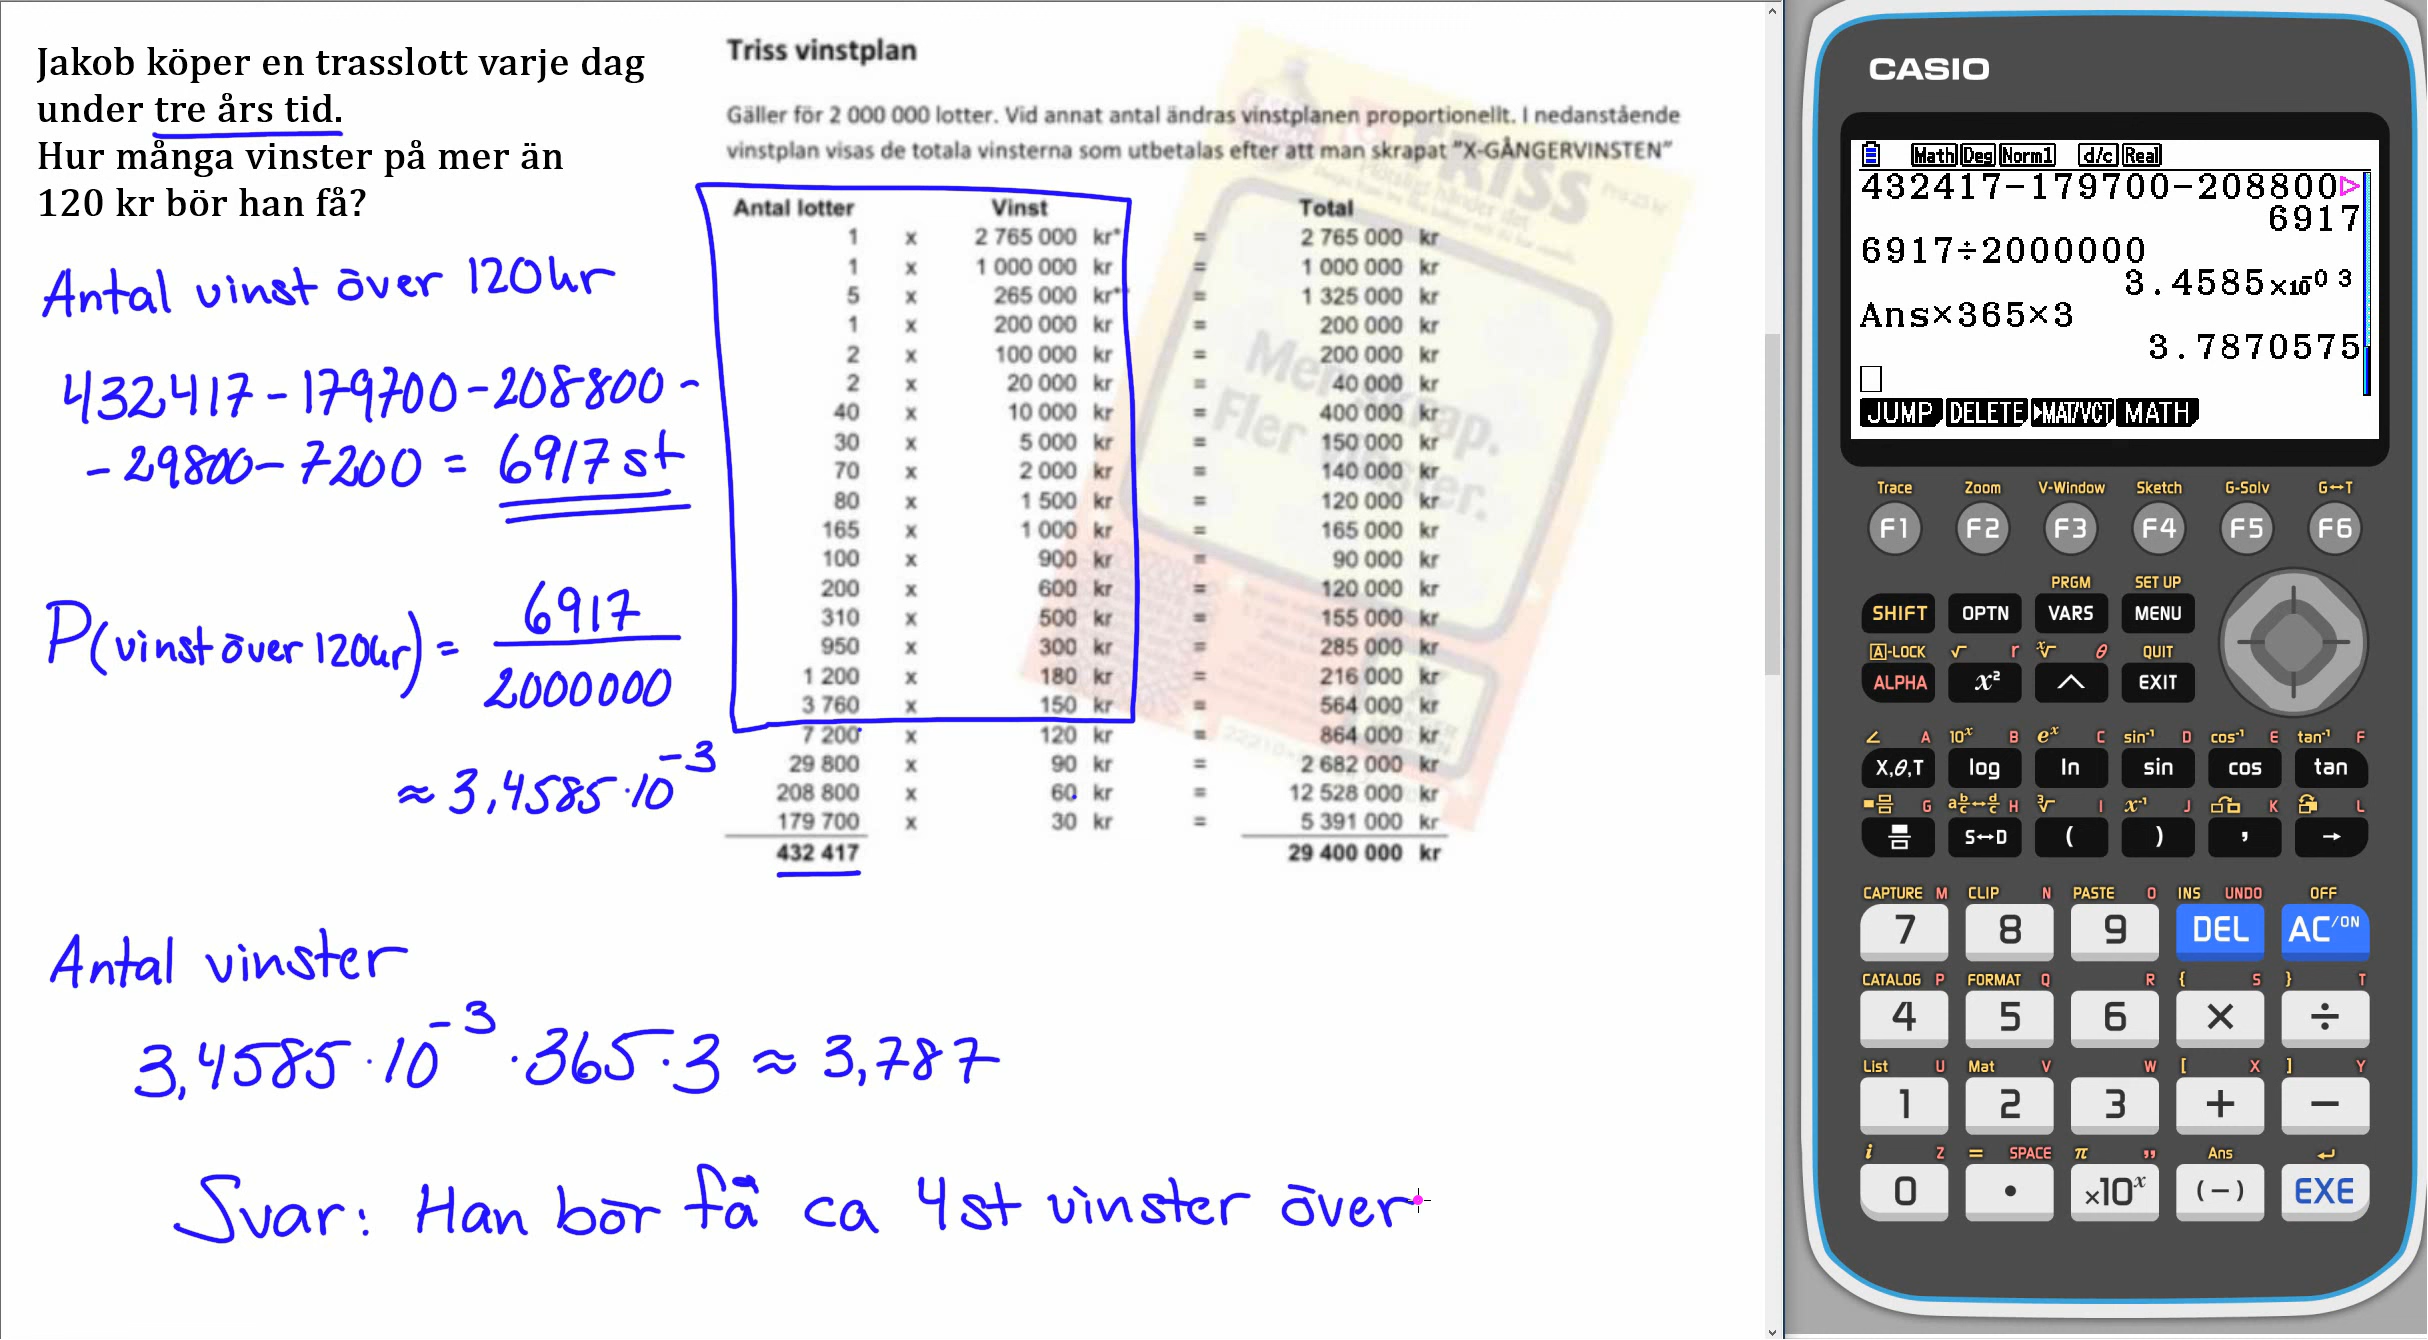 Jakob köper en trasslott varje dag
under tre års tid.
Hur många vinster på mer än
120 kr bör han få?
Antal vinst över 120kr
432417-179700-208800-
-29800-7200 = 6917 st
P(vinst över 120kr) = 6917/2000000
≈ 3,4585·10^-3
Antal vinster
3,4585·10^-3·365·3 ≈ 3,787
Svar: Han bör få ca 4st vinster över
Triss vinstplan
Gäller för 2 000 000 lotter. Vid annat antal ändras vinstplanen proportionellt. I nedanstående
vinstplan visas de totala vinsterna som utbetalas efter att man skrapat "X-GÅNGERVINSTEN"
Antal lotter Vinst Total
1 x 2 765 000 kr* = 2 765 000 kr
1 x 1 000 000 kr = 1 000 000 kr
5 x 265 000 kr** = 1 325 000 kr
1 x 200 000 kr = 200 000 kr
2 x 100 000 kr = 200 000 kr
2 x 20 000 kr = 40 000 kr
40 x 10 000 kr = 400 000 kr
30 x 5 000 kr = 150 000 kr
70 x 2 000 kr = 140 000 kr
80 x 1 500 kr = 120 000 kr
165 x 1 000 kr = 165 000 kr
100 x 900 kr = 90 000 kr
200 x 600 kr = 120 000 kr
310 x 500 kr = 155 000 kr
950 x 300 kr = 285 000 kr
1 200 x 180 kr = 216 000 kr
3 760 x 150 kr = 564 000 kr
7 200 x 120 kr = 864 000 kr
29 800 x 90 kr = 2 682 000 kr
208 800 x 60 kr = 12 528 000 kr
179 700 x 30 kr = 5 391 000 kr
432 417 29 400 000 kr
TRISS
Mer skrap.
Fler vinster.
CASIO
Math Deg Norm1 d/c Real
432417-179700-208800
6917
6917÷2000000
3.4585×10^-03
Ans×365×3
3.7870575
JUMP DELETE ▶MAT/VCT MATH
Trace Zoom V-Window Sketch G-Solv G↔T
F1 F2 F3 F4 F5 F6
PRGM SET UP
SHIFT OPTN VARS MENU
A-LOCK √ r ˣ√ θ QUIT
ALPHA x² ^ EXIT
∠ A 10ˣ B eˣ C sin⁻¹ D cos⁻¹ E tan⁻¹ F
X,θ,T log ln sin cos tan
G a b/c↔d/c H ³√ I x⁻¹ J K L
S↔D ( ) , →
CAPTURE M CLIP N PASTE O INS UNDO OFF
7 8 9 DEL AC/ON
CATALOG P FORMAT Q R { S } T
4 5 6 × ÷
List U Mat V W [ X ] Y
1 2 3 + −
i Z = SPACE π ,, Ans ↵
0 • ×10ˣ (−) EXE